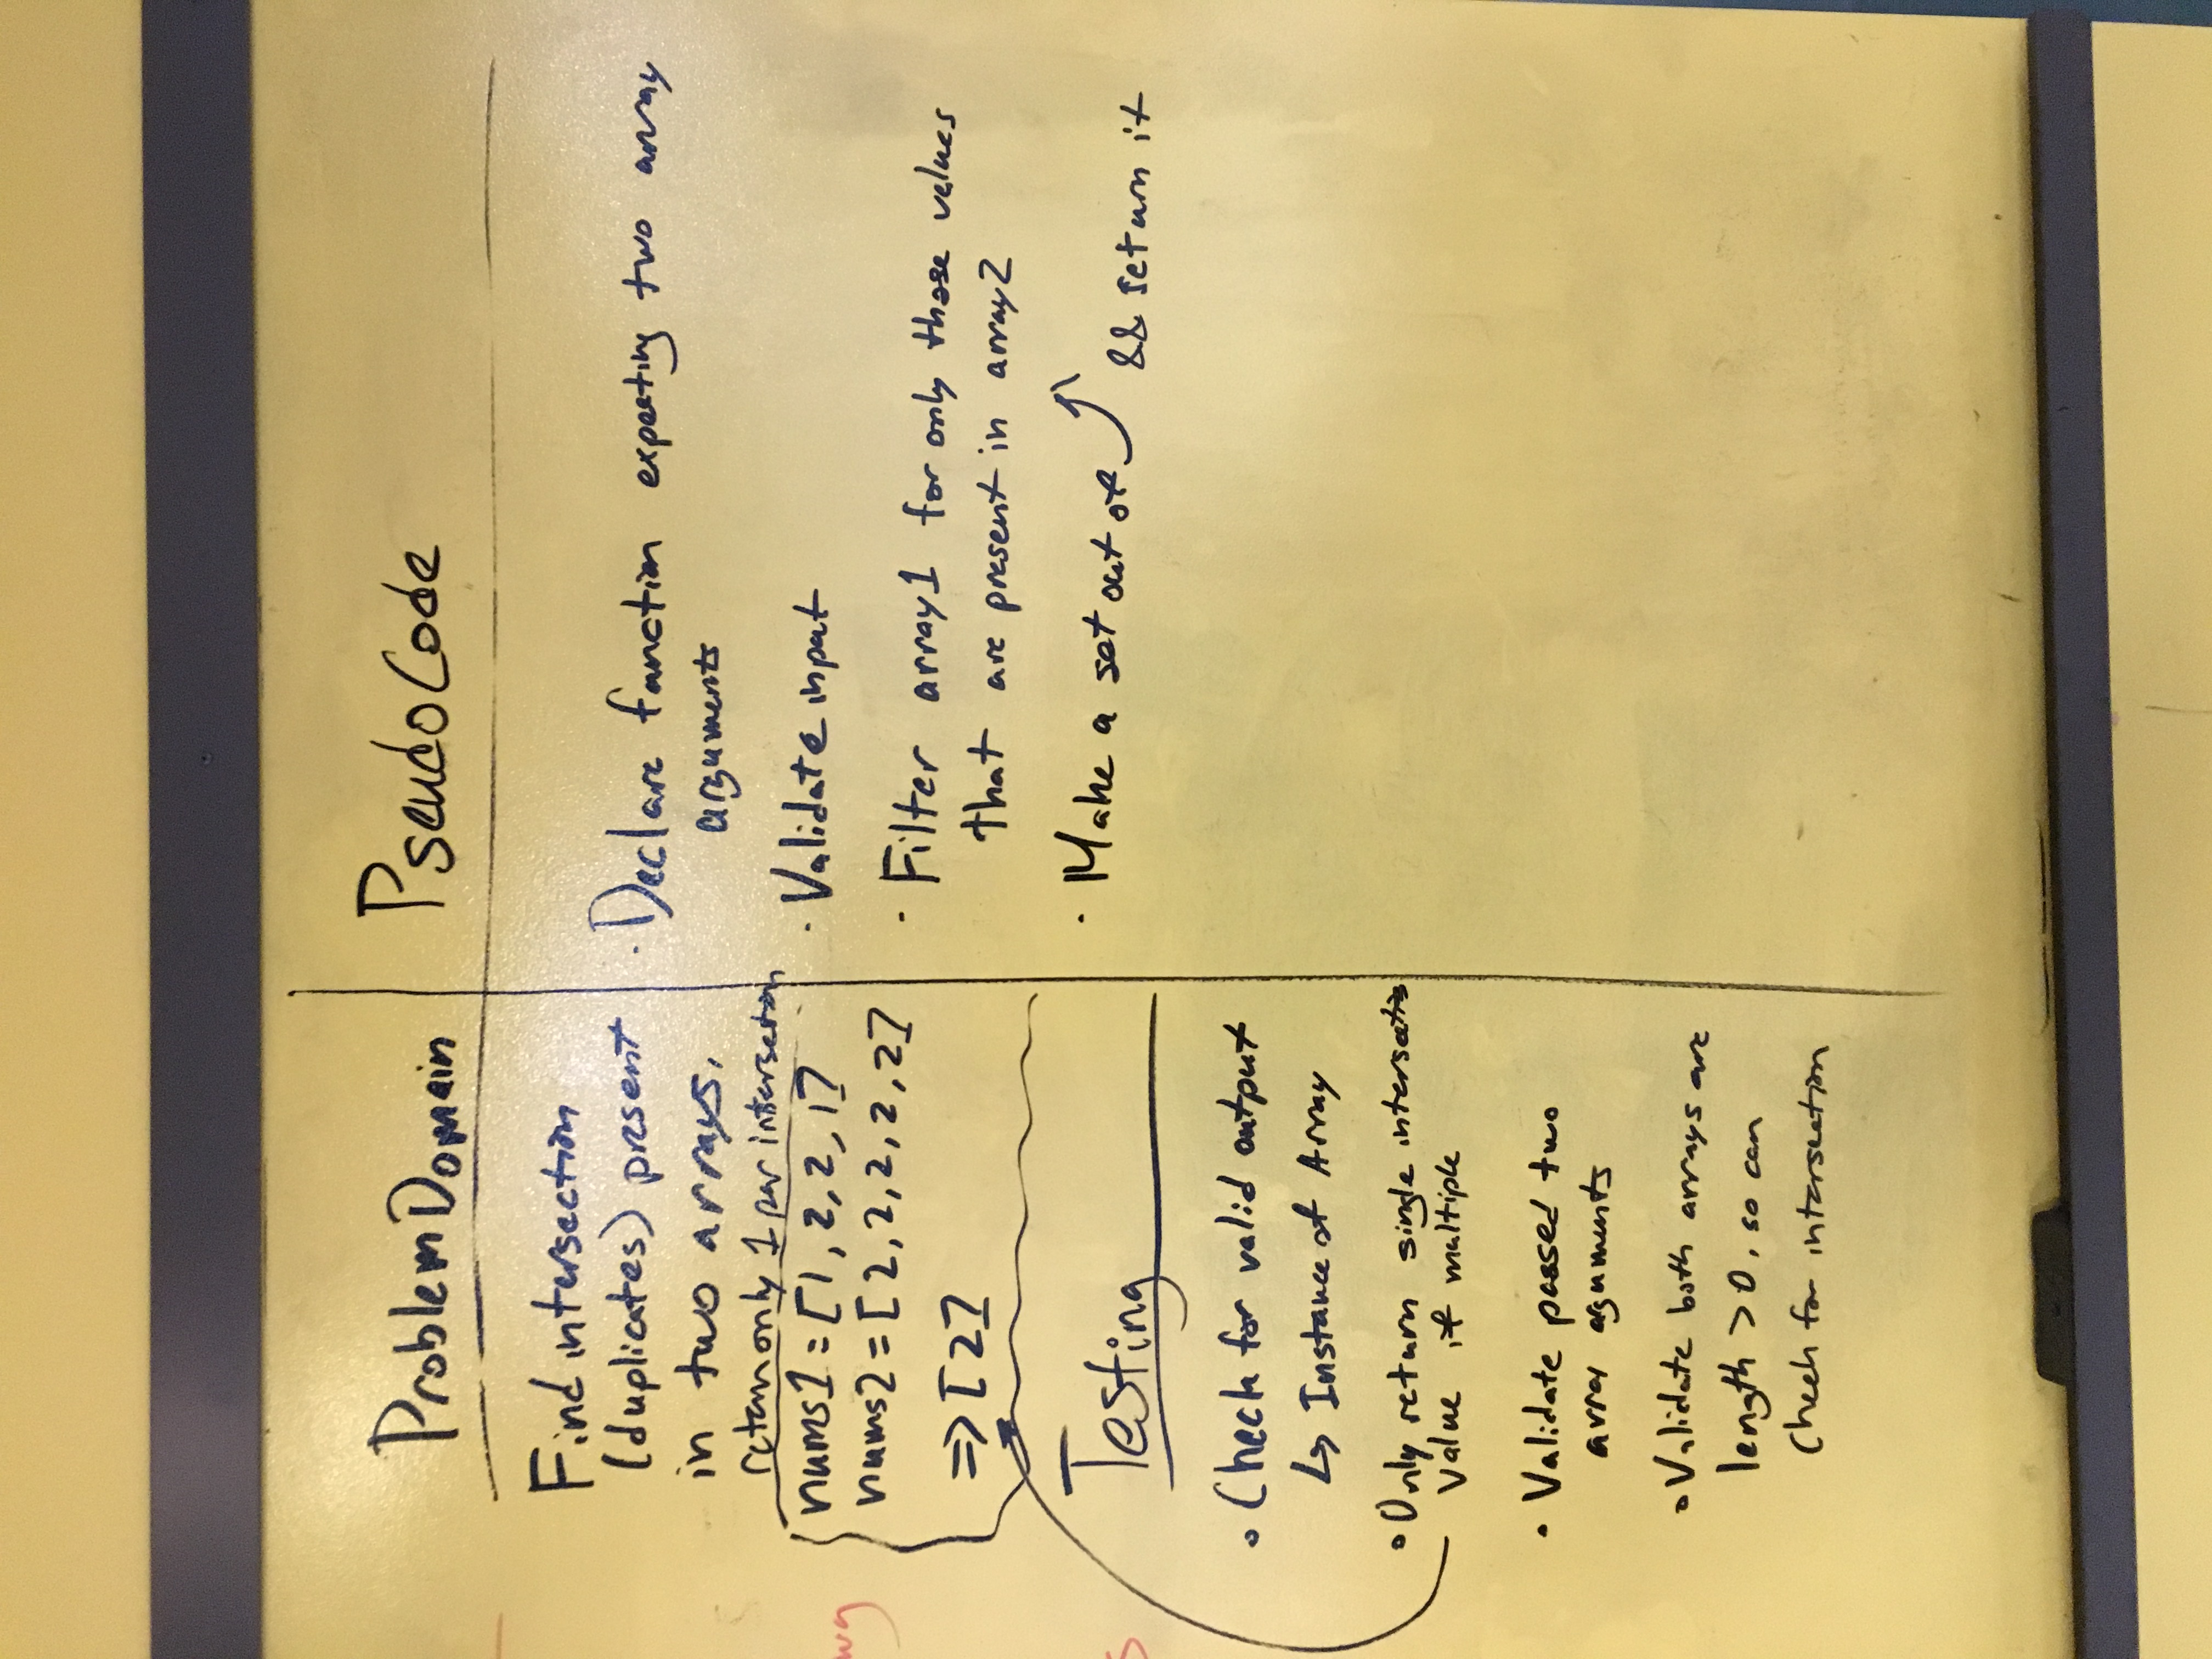 Problem Domain
Find intersection
(duplicates) present
in two arrays.
return only 1 per intersection
nums1 = [1, 2, 2, 1]
nums2 = [2, 2, 2, 2, 2]
=> [2]
Testing
◦ Check for valid output
↳ Instance of Array
◦ Only return single intersection
value if multiple
• Validate passed two
array arguments
◦ Validate both arrays are
length > 0, so can
check for intersection
Pseudo Code
· Declare function expecting two array
arguments
· Validate input
· Filter array1 for only those values
that are present in array2
· Make a set out of ⤴ && return it